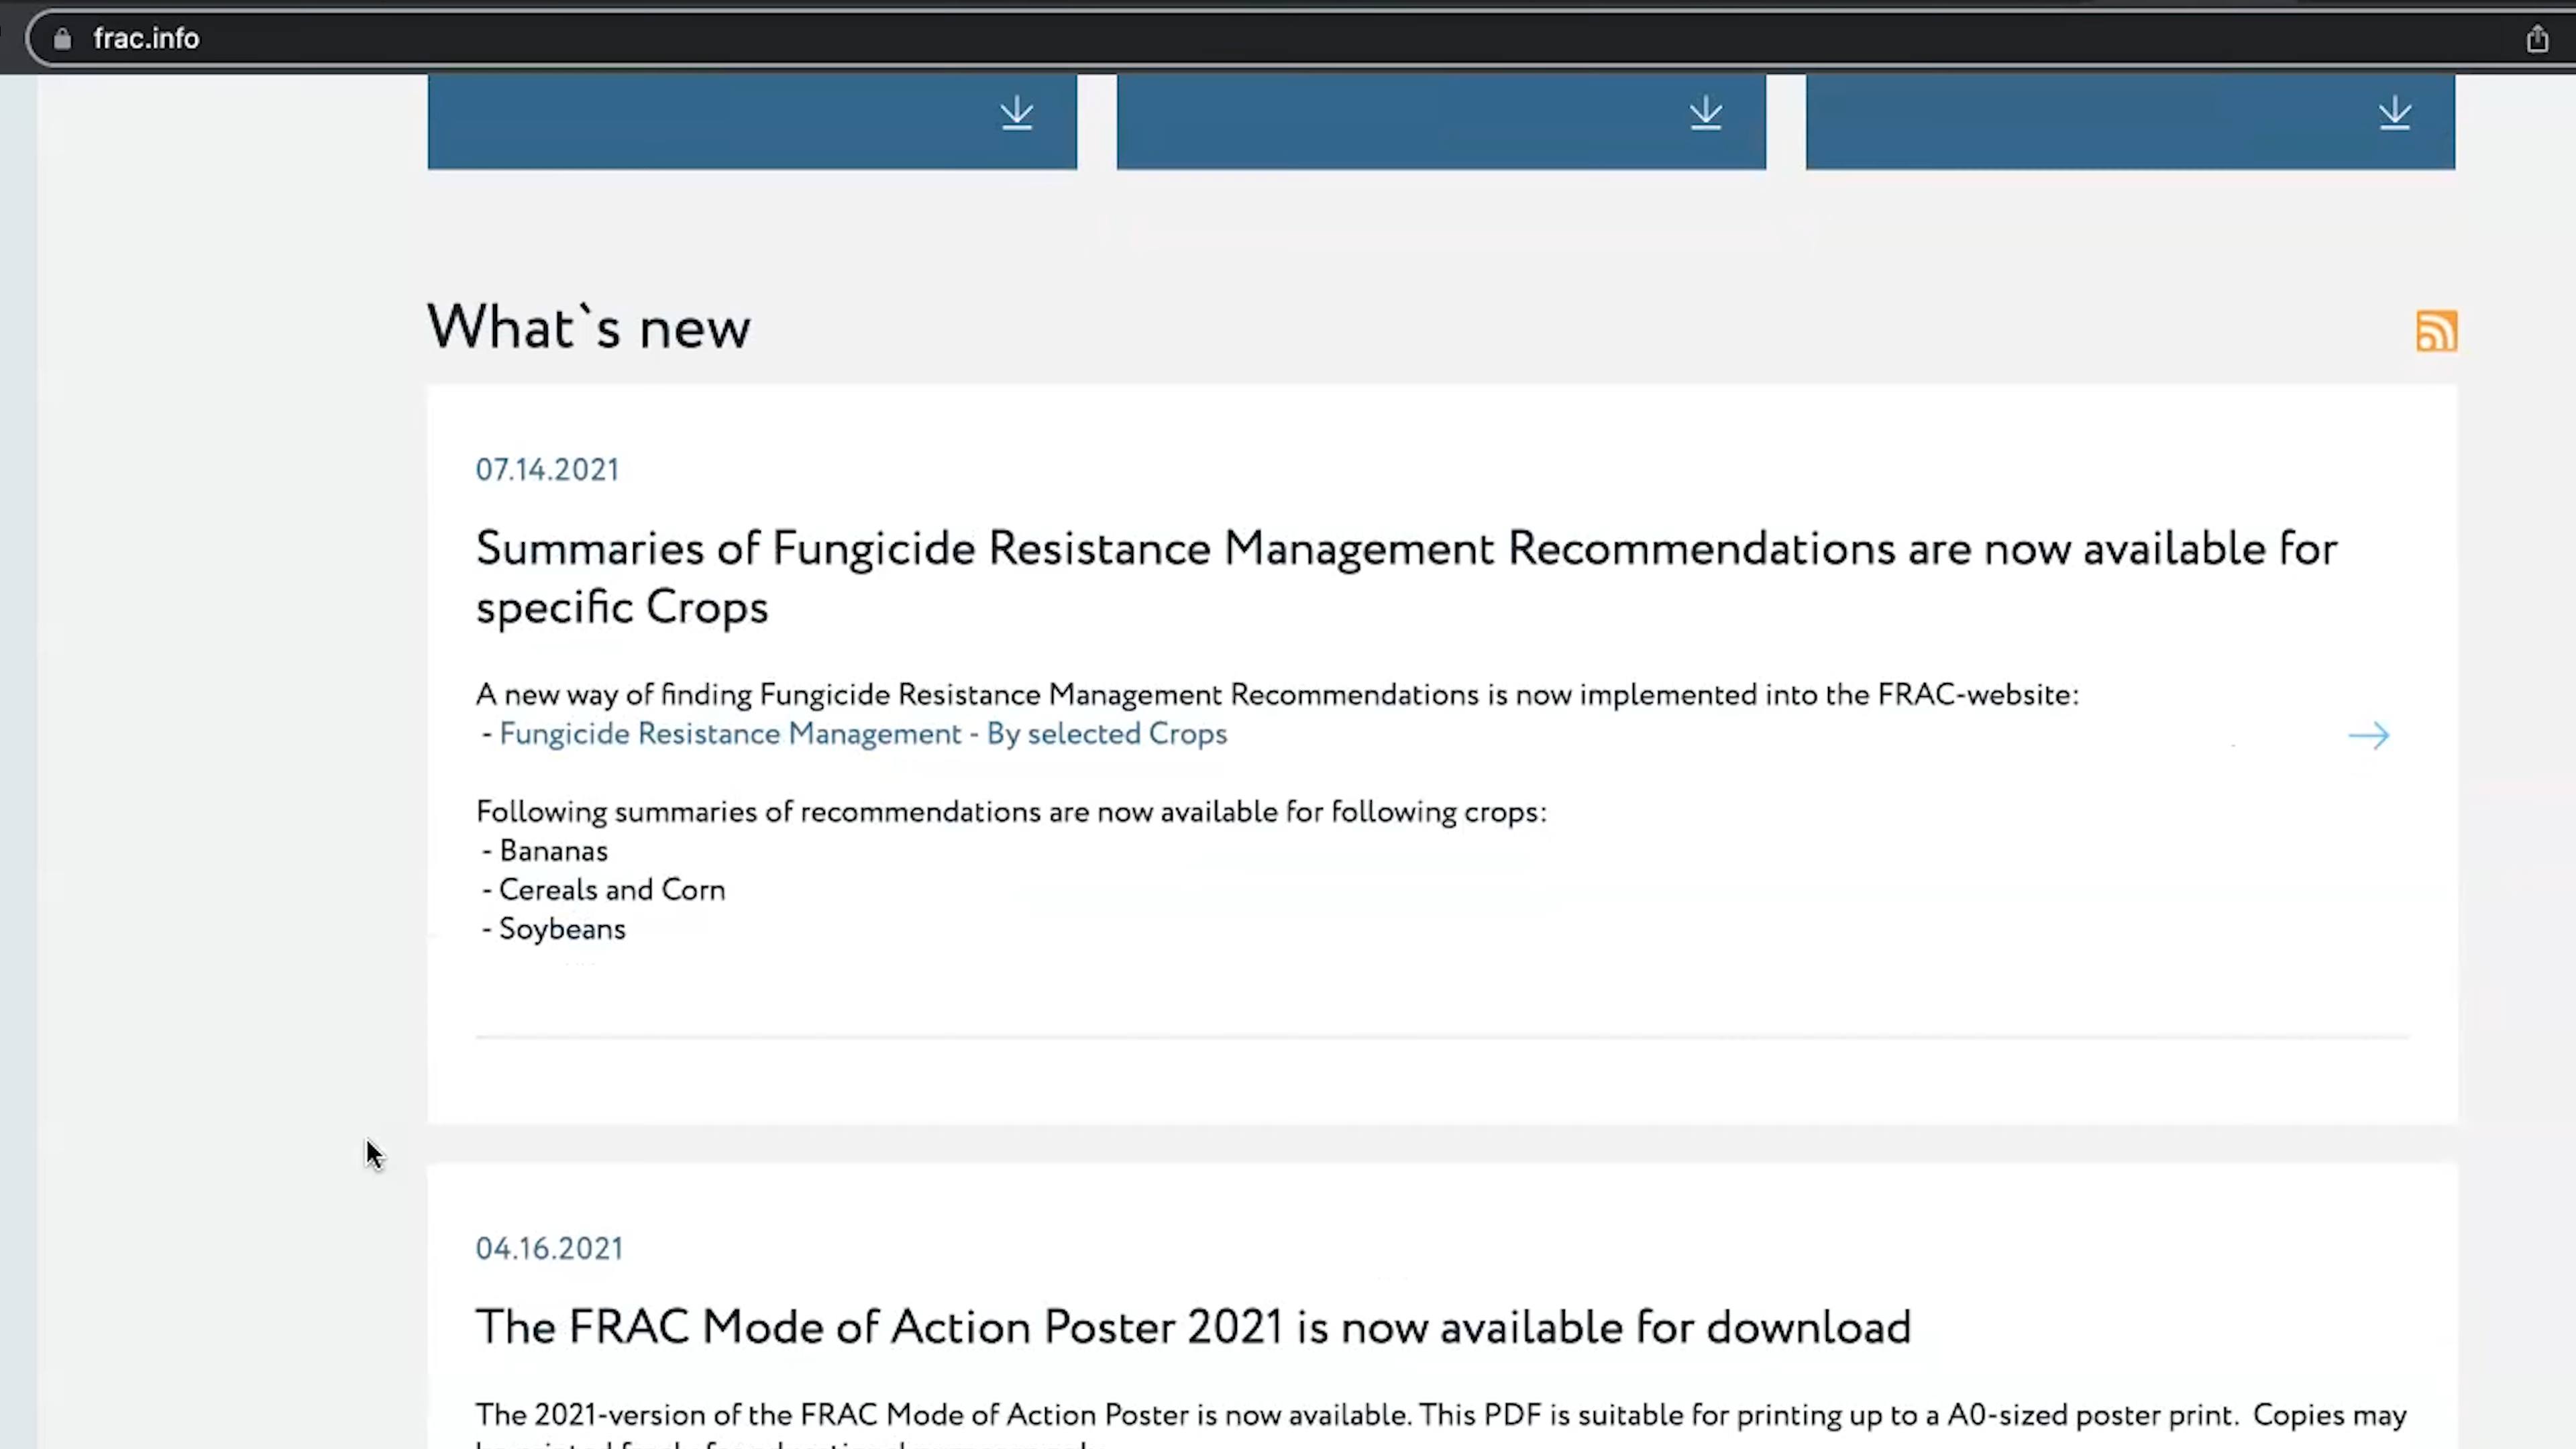 frac.info
What`s new
07.14.2021
Summaries of Fungicide Resistance Management Recommendations are now available for
specific Crops
A new way of finding Fungicide Resistance Management Recommendations is now implemented into the FRAC-website:
- Fungicide Resistance Management - By selected Crops
Following summaries of recommendations are now available for following crops:
- Bananas
- Cereals and Corn
- Soybeans
04.16.2021
The FRAC Mode of Action Poster 2021 is now available for download
The 2021-version of the FRAC Mode of Action Poster is now available. This PDF is suitable for printing up to a A0-sized poster print. Copies may